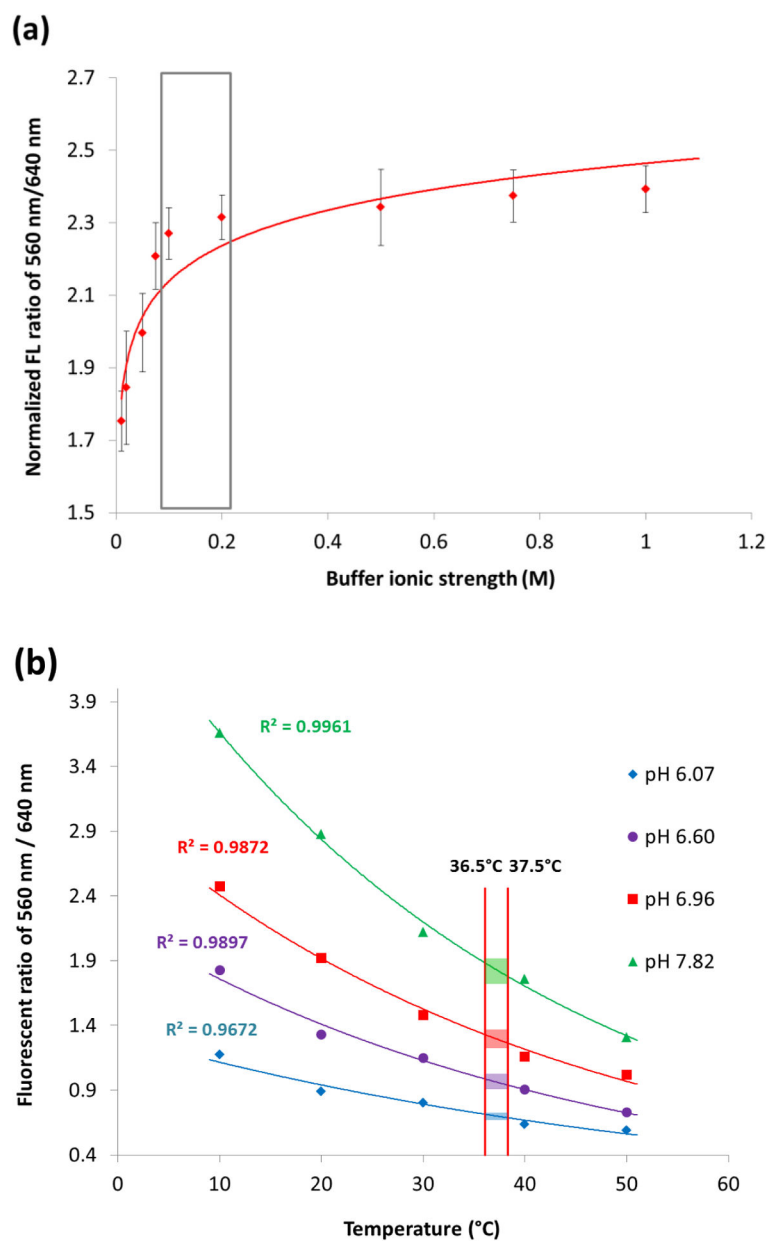 (a)
Normalized FL ratio of 560 nm/640 nm
2.7
2.5
2.3
2.1
1.9
1.7
1.5
0
0.2
0.4
0.6
0.8
1
1.2
Buffer ionic strength (M)
(b)
Fluorescent ratio of 560 nm / 640 nm
3.9
3.4
2.9
2.4
1.9
1.4
0.9
0.4
R² = 0.9961
R² = 0.9872
R² = 0.9897
R² = 0.9672
36.5°C 37.5°C
pH 6.07
pH 6.60
pH 6.96
pH 7.82
0
10
20
30
40
50
60
Temperature (°C)